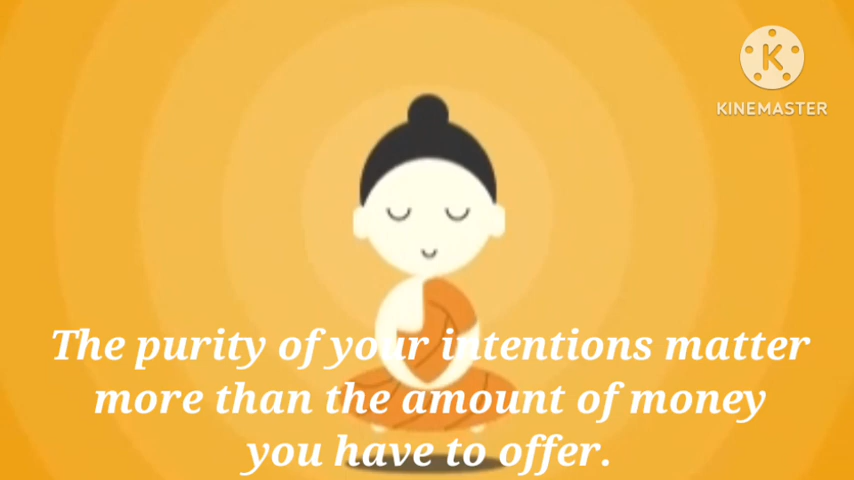 KINEMASTER
The purity of your intentions matter
more than the amount of money
you have to offer.